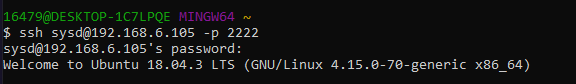 16479@DESKTOP-1C7LPQE MINGW64 ~
$ ssh sysd@192.168.6.105 -p 2222
sysd@192.168.6.105's password:
Welcome to Ubuntu 18.04.3 LTS (GNU/Linux 4.15.0-70-generic x86_64)